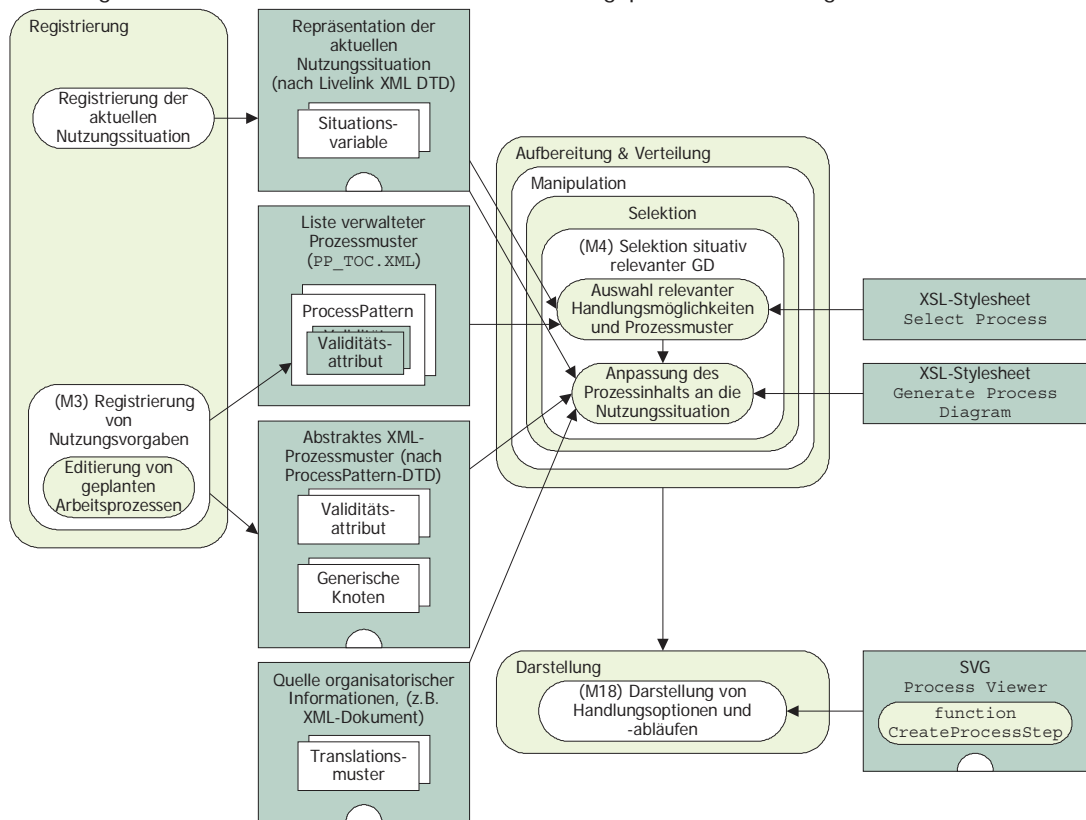 Registrierung
Registrierung der
aktuellen
Nutzungssituation
(M3) Registrierung
von
Nutzungsvorgaben
Editierung von
geplanten
Arbeitsprozessen
Repräsentation der
aktuellen
Nutzungssituation
(nach Livelink XML DTD)
Situations-
variable
Liste verwalteter
Prozessmuster
(PP_TOC.XML)
ProcessPattern
Validitäts-
attribut
Abstraktes XML-
Prozessmuster (nach
ProcessPattern-DTD)
Validitäts-
attribut
Generische
Knoten
Quelle organisatorischer
Informationen, (z.B.
XML-Dokument)
Translations-
muster
Aufbereitung & Verteilung
Manipulation
Selektion
(M4) Selektion situativ
relevanter GD
Auswahl relevanter
Handlungsmöglichkeiten
und Prozessmuster
Anpassung des
Prozessinhalts an die
Nutzungssituation
XSL-Stylesheet
Select Process
XSL-Stylesheet
Generate Process
Diagram
Darstellung
(M18) Darstellung von
Handlungsoptionen und
-abläufen
SVG
Process Viewer
function
CreateProcessStep